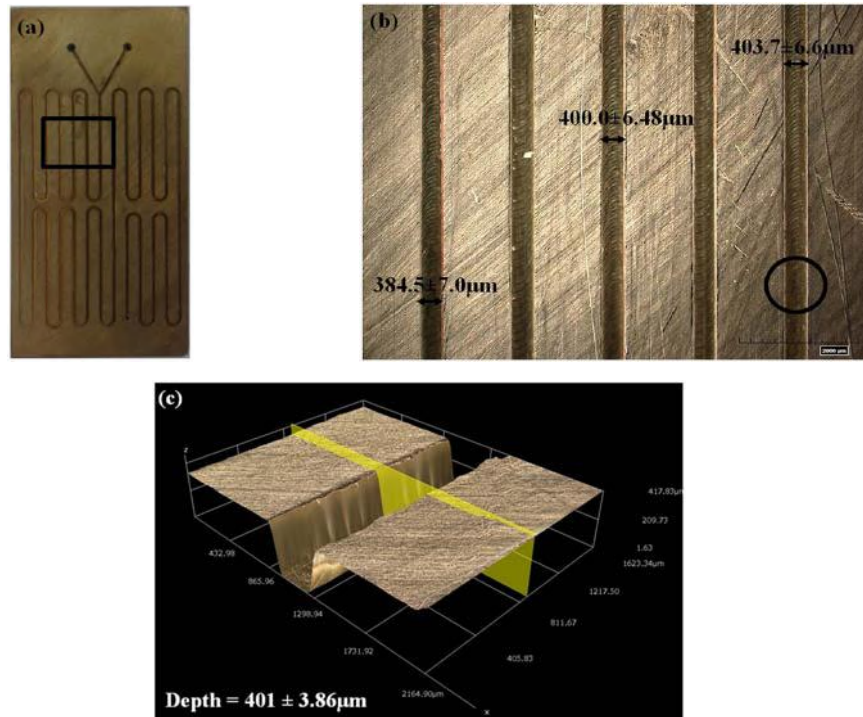 (a)
(b)
403.7±6.6µm
400.0±6.48µm
384.5±7.0µm
2000 µm
(c)
z
417.83µm
209.73
1.63
1623.34µm
1217.50
811.67
405.83
432.98
865.96
1298.94
1731.92
2164.90µm
x
Depth = 401 ± 3.86µm